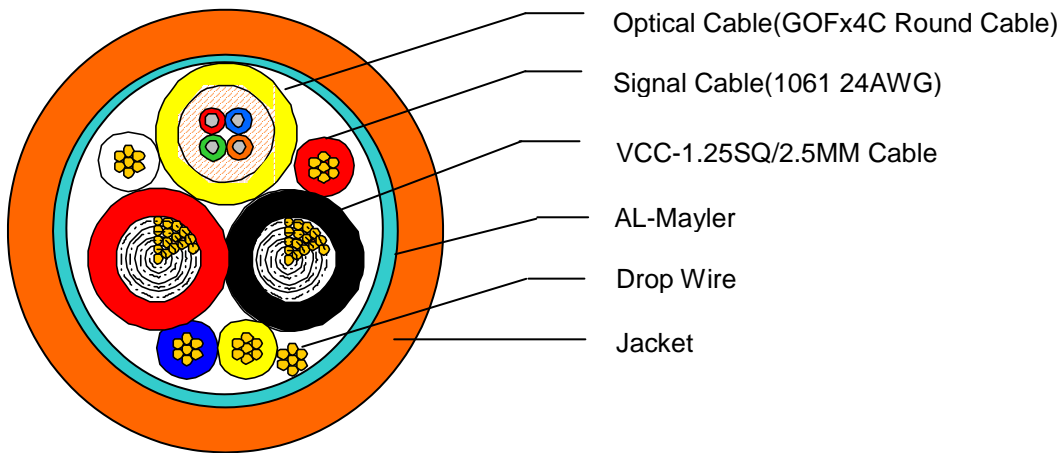 Optical Cable(GOFx4C Round Cable)
Signal Cable(1061 24AWG)
VCC-1.25SQ/2.5MM Cable
AL-Mayler
Drop Wire
Jacket